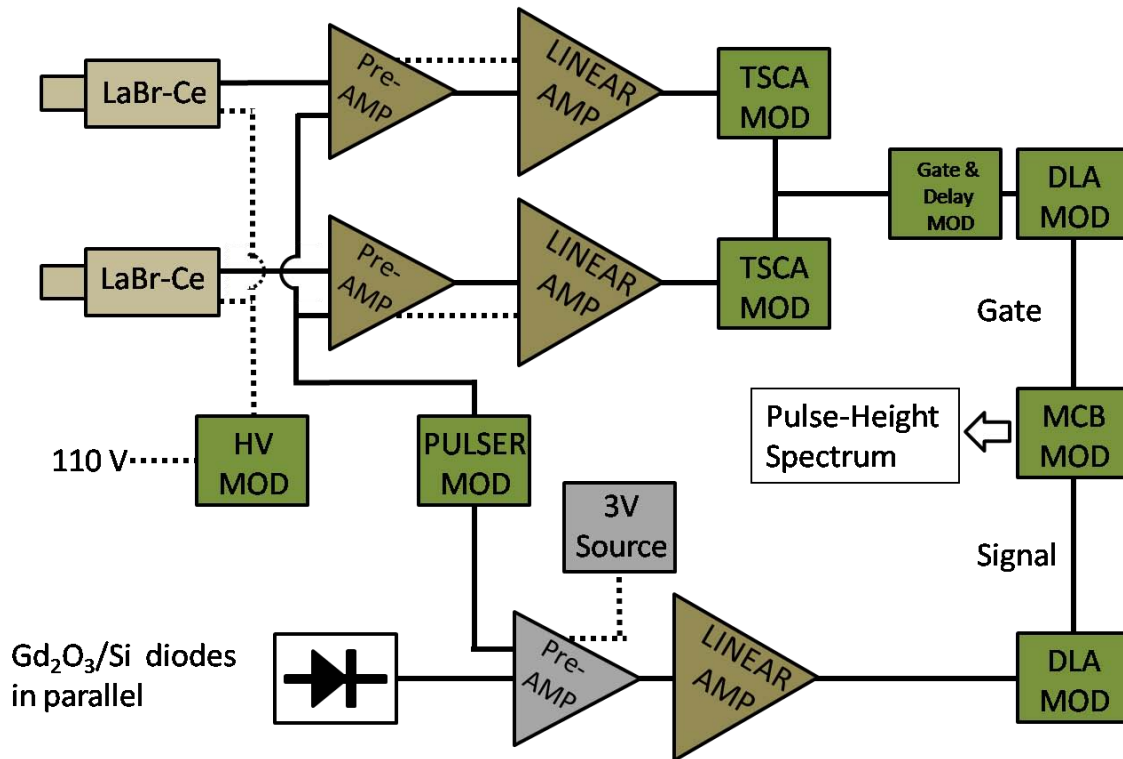 LaBr-Ce
Pre-
AMP
LINEAR
AMP
TSCA
MOD
Gate &
Delay
MOD
DLA
MOD
LaBr-Ce
Pre-
AMP
LINEAR
AMP
TSCA
MOD
Gate
110 V
HV
MOD
PULSER
MOD
Pulse-Height
Spectrum
MCB
MOD
3V
Source
Signal
Gd₂O₃/Si diodes
in parallel
Pre-
AMP
LINEAR
AMP
DLA
MOD